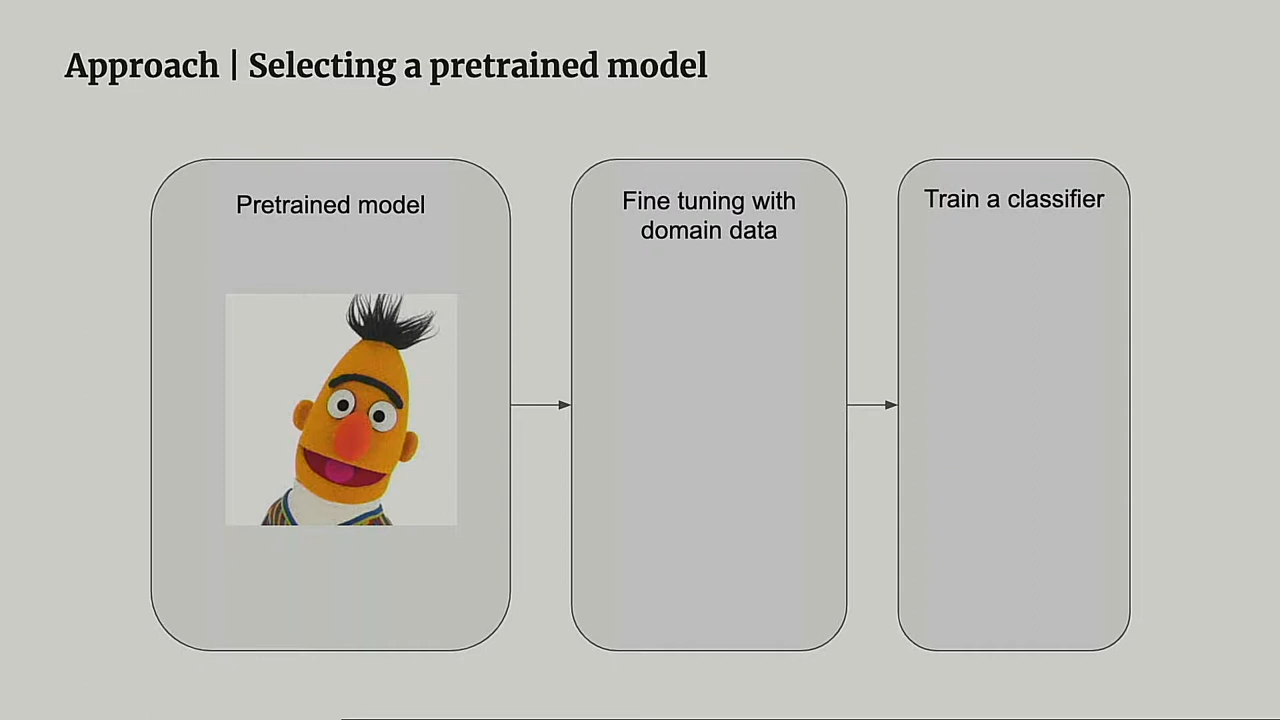 Approach | Selecting a pretrained model
Pretrained model
Fine tuning with
domain data
Train a classifier